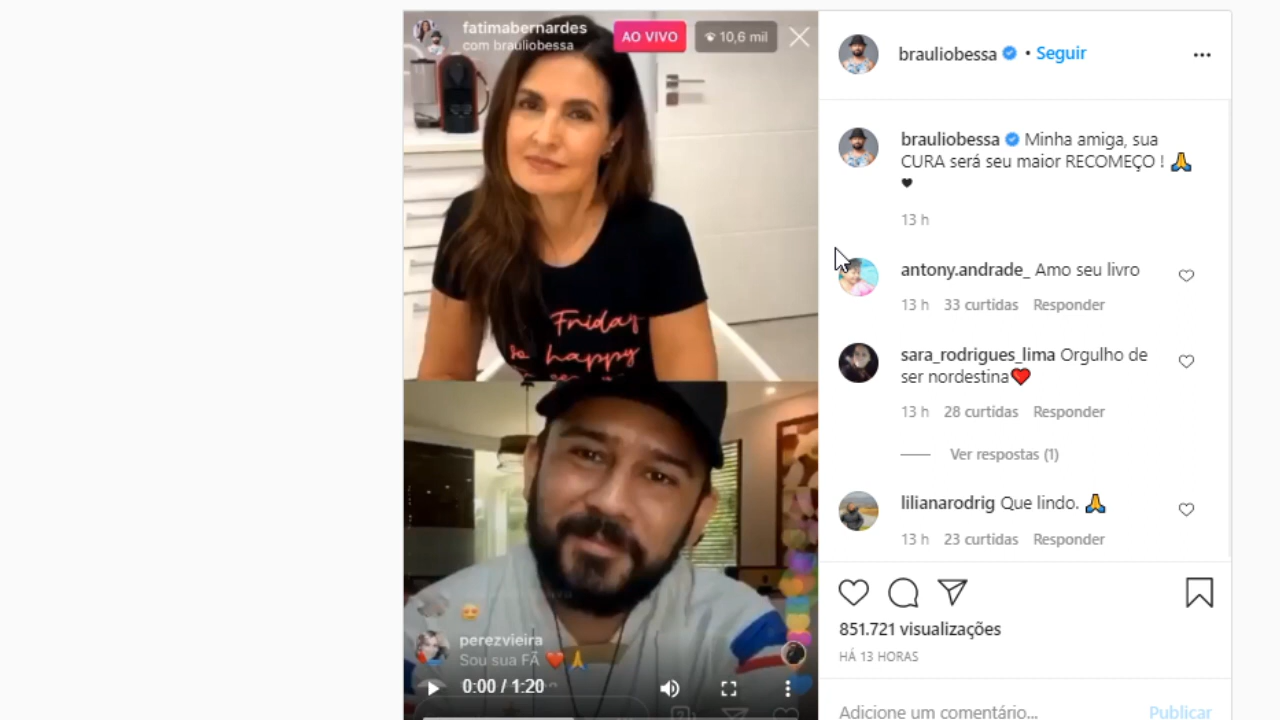 fatimabernardes
com brauliobessa
AO VIVO
10,6 mil
Friday
happy
perezvieira
Sou sua FÃ ❤️🙏
0:00 / 1:20
brauliobessa • Seguir
brauliobessa Minha amiga, sua
CURA será seu maior RECOMEÇO ! 🙏
🖤
13 h
antony.andrade_ Amo seu livro
13 h 33 curtidas Responder
sara_rodrigues_lima Orgulho de
ser nordestina❤️
13 h 28 curtidas Responder
Ver respostas (1)
lilianarodrig Que lindo. 🙏
13 h 23 curtidas Responder
851.721 visualizações
HÁ 13 HORAS
Adicione um comentário... Publicar